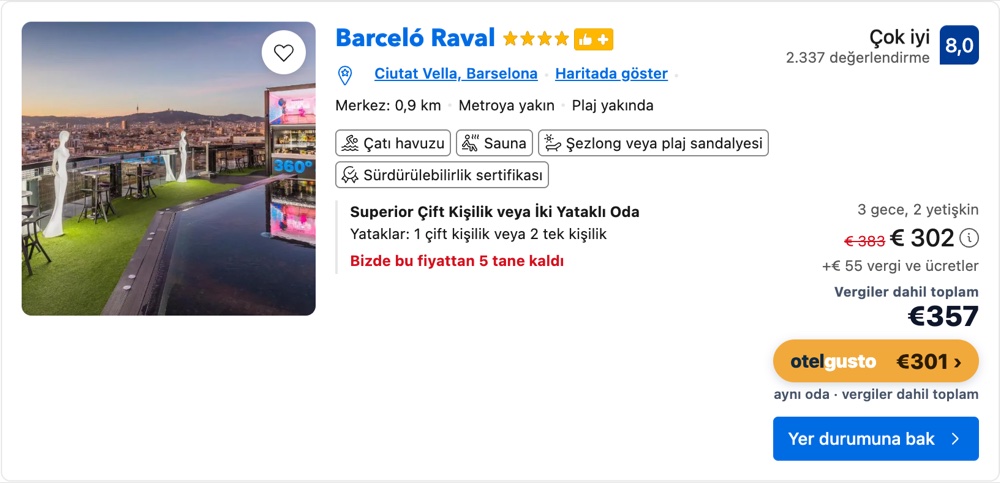 Barceló Raval
Ciutat Vella, Barselona · Haritada göster
Merkez: 0,9 km · Metroya yakın · Plaj yakında
Çatı havuzu
Sauna
Şezlong veya plaj sandalyesi
Sürdürülebilirlik sertifikası
Superior Çift Kişilik veya İki Yataklı Oda
Yataklar: 1 çift kişilik veya 2 tek kişilik
Bizde bu fiyattan 5 tane kaldı
Çok iyi
2.337 değerlendirme
8,0
3 gece, 2 yetişkin
€ 383 € 302
+€ 55 vergi ve ücretler
Vergiler dahil toplam
€357
otelgusto €301 ›
aynı oda · vergiler dahil toplam
Yer durumuna bak
360°